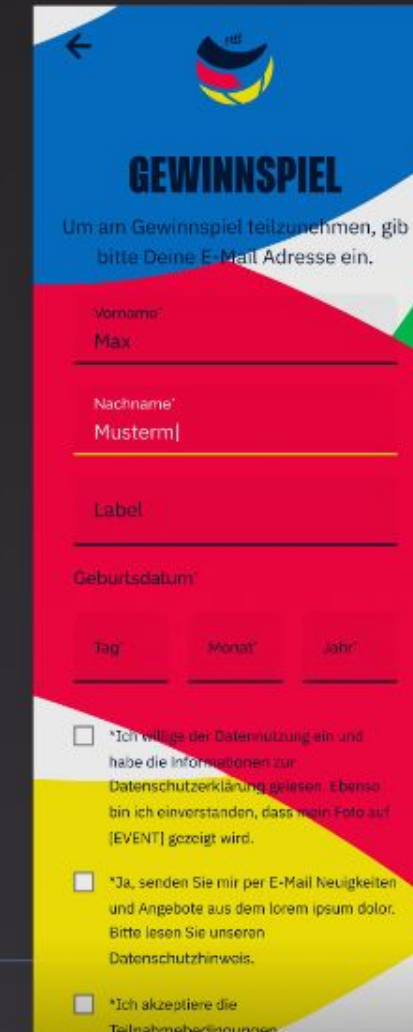 GEWINNSPIEL
Um am Gewinnspiel teilzunehmen, gib
bitte Deine E-Mail Adresse ein.
Vorname*
Max
Nachname*
Musterm
Label
Geburtsdatum*
Tag* Monat* Jahr*
*Ich willige der Datennutzung ein und
habe die Informationen zur
Datenschutzerklärung gelesen. Ebenso
bin ich einverstanden, dass mein Foto auf
[EVENT] gezeigt wird.
*Ja, senden Sie mir per E-Mail Neuigkeiten
und Angebote aus dem lorem ipsum dolor.
Bitte lesen Sie unseren
Datenschutzhinweis.
*Ich akzeptiere die
Teilnahmebedingungen